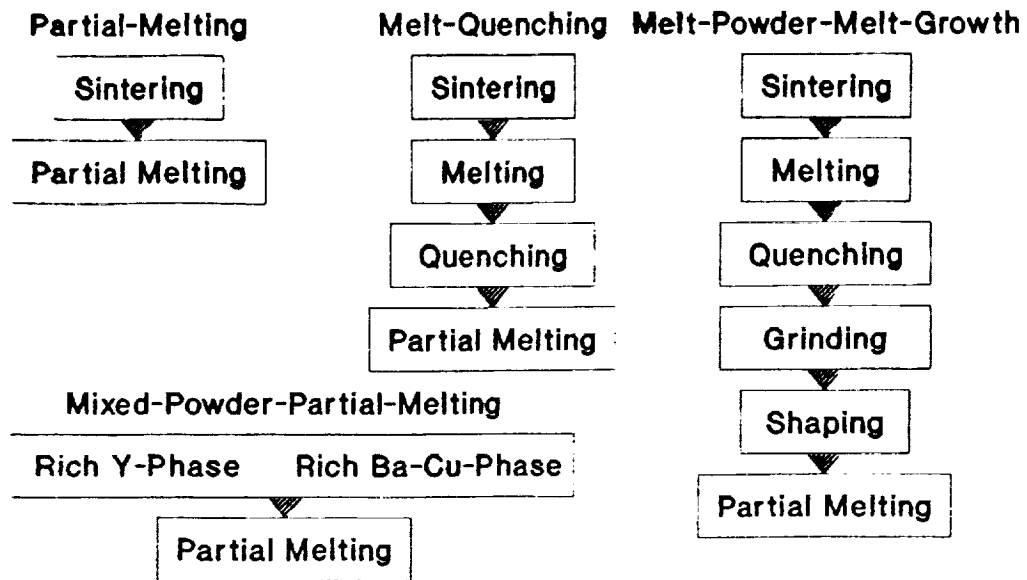 Partial-Melting
Sintering
Partial Melting
Melt-Quenching
Sintering
Melting
Quenching
Partial Melting
Melt-Powder-Melt-Growth
Sintering
Melting
Quenching
Grinding
Shaping
Partial Melting
Mixed-Powder-Partial-Melting
Rich Y-Phase Rich Ba-Cu-Phase
Partial Melting